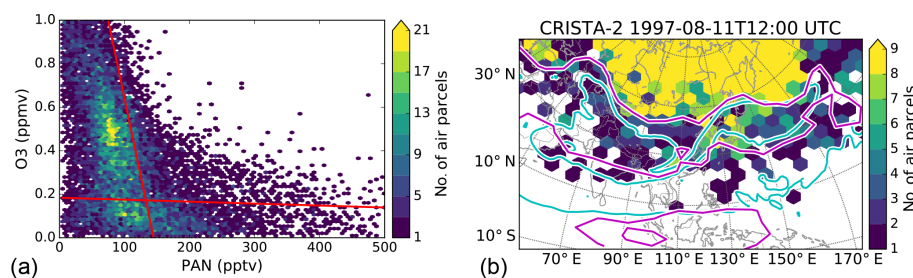 CRISTA-2 1997-08-11T12:00 UTC
1.0
0.8
0.6
0.4
0.2
0.0
O3 (ppmv)
0 100 200 300 400 500
PAN (pptv)
(a)
21
17
13
9
5
1
No. of air parcels
30° N
10° N
10° S
70° E 90° E 110° E 130° E 150° E 170° E
(b)
9
8
7
6
5
4
3
2
1
No. of air parcels